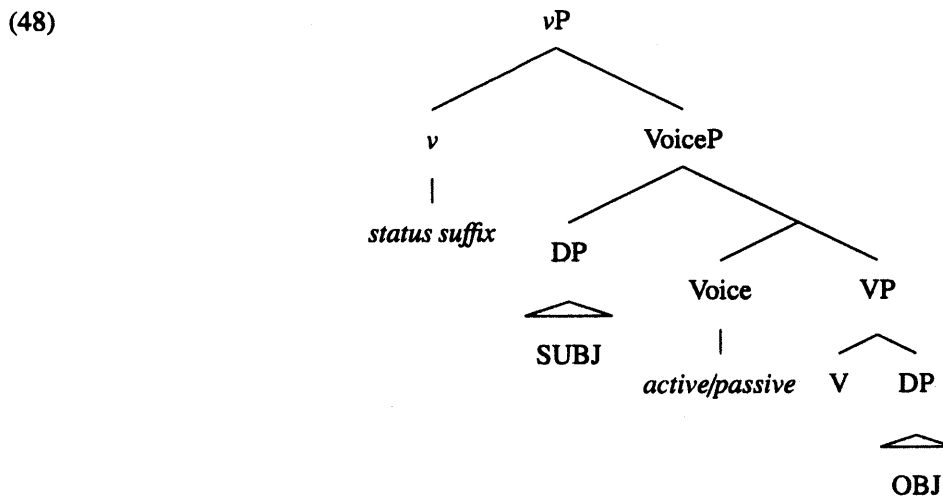 (48)
vP
v VoiceP
status suffix
DP
Voice VP
SUBJ
active/passive V DP
OBJ